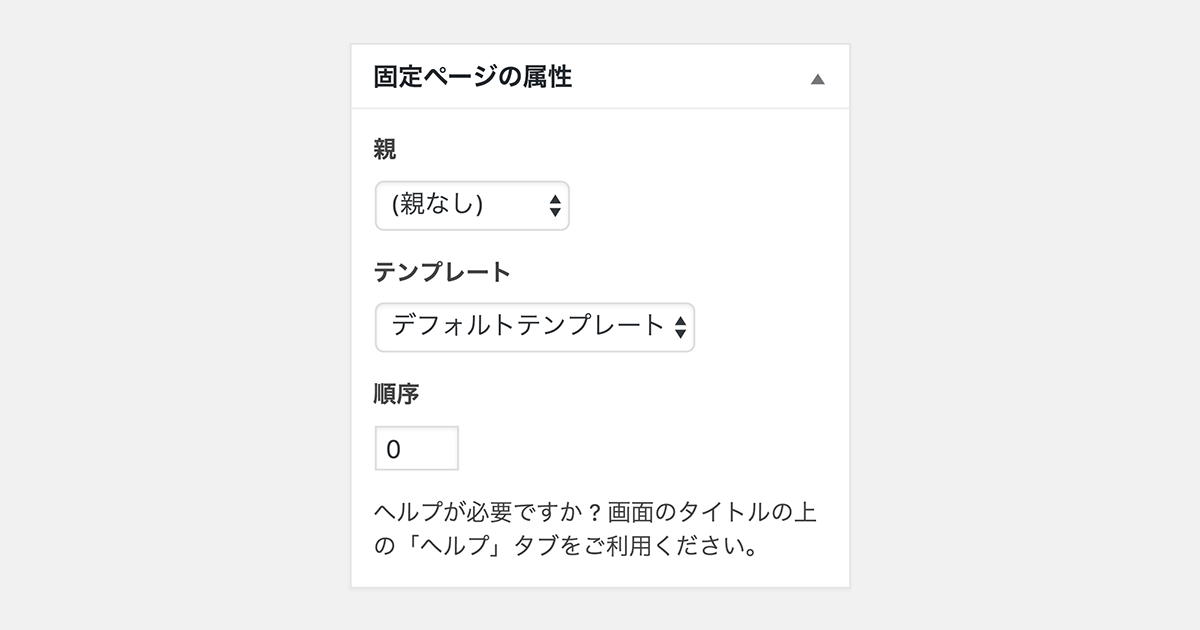 固定ページの属性
親
(親なし)
テンプレート
デフォルトテンプレート
順序
0
ヘルプが必要ですか ? 画面のタイトルの上
の「ヘルプ」タブをご利用ください。